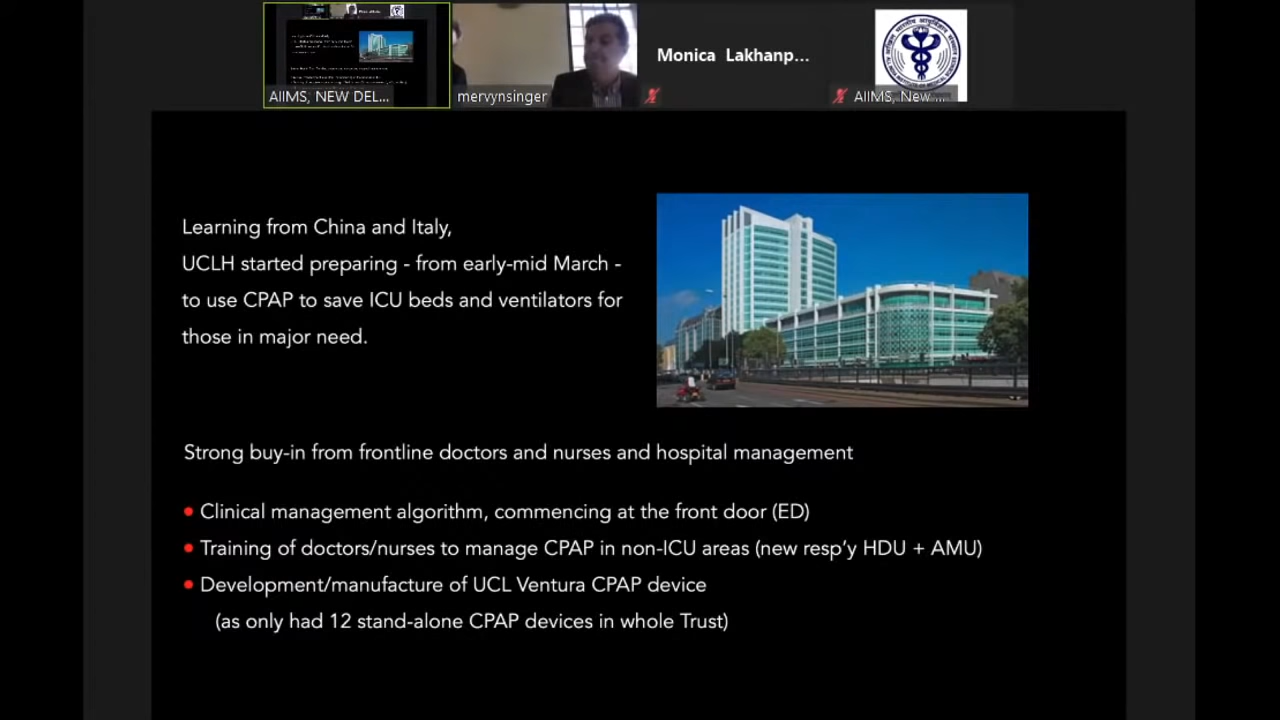 AIIMS, NEW DEL...
mervynsinger
Monica Lakhanp...
AIIMS, New ...
Learning from China and Italy,
UCLH started preparing - from early-mid March -
to use CPAP to save ICU beds and ventilators for
those in major need.
Strong buy-in from frontline doctors and nurses and hospital management
Clinical management algorithm, commencing at the front door (ED)
Training of doctors/nurses to manage CPAP in non-ICU areas (new resp'y HDU + AMU)
Development/manufacture of UCL Ventura CPAP device
(as only had 12 stand-alone CPAP devices in whole Trust)